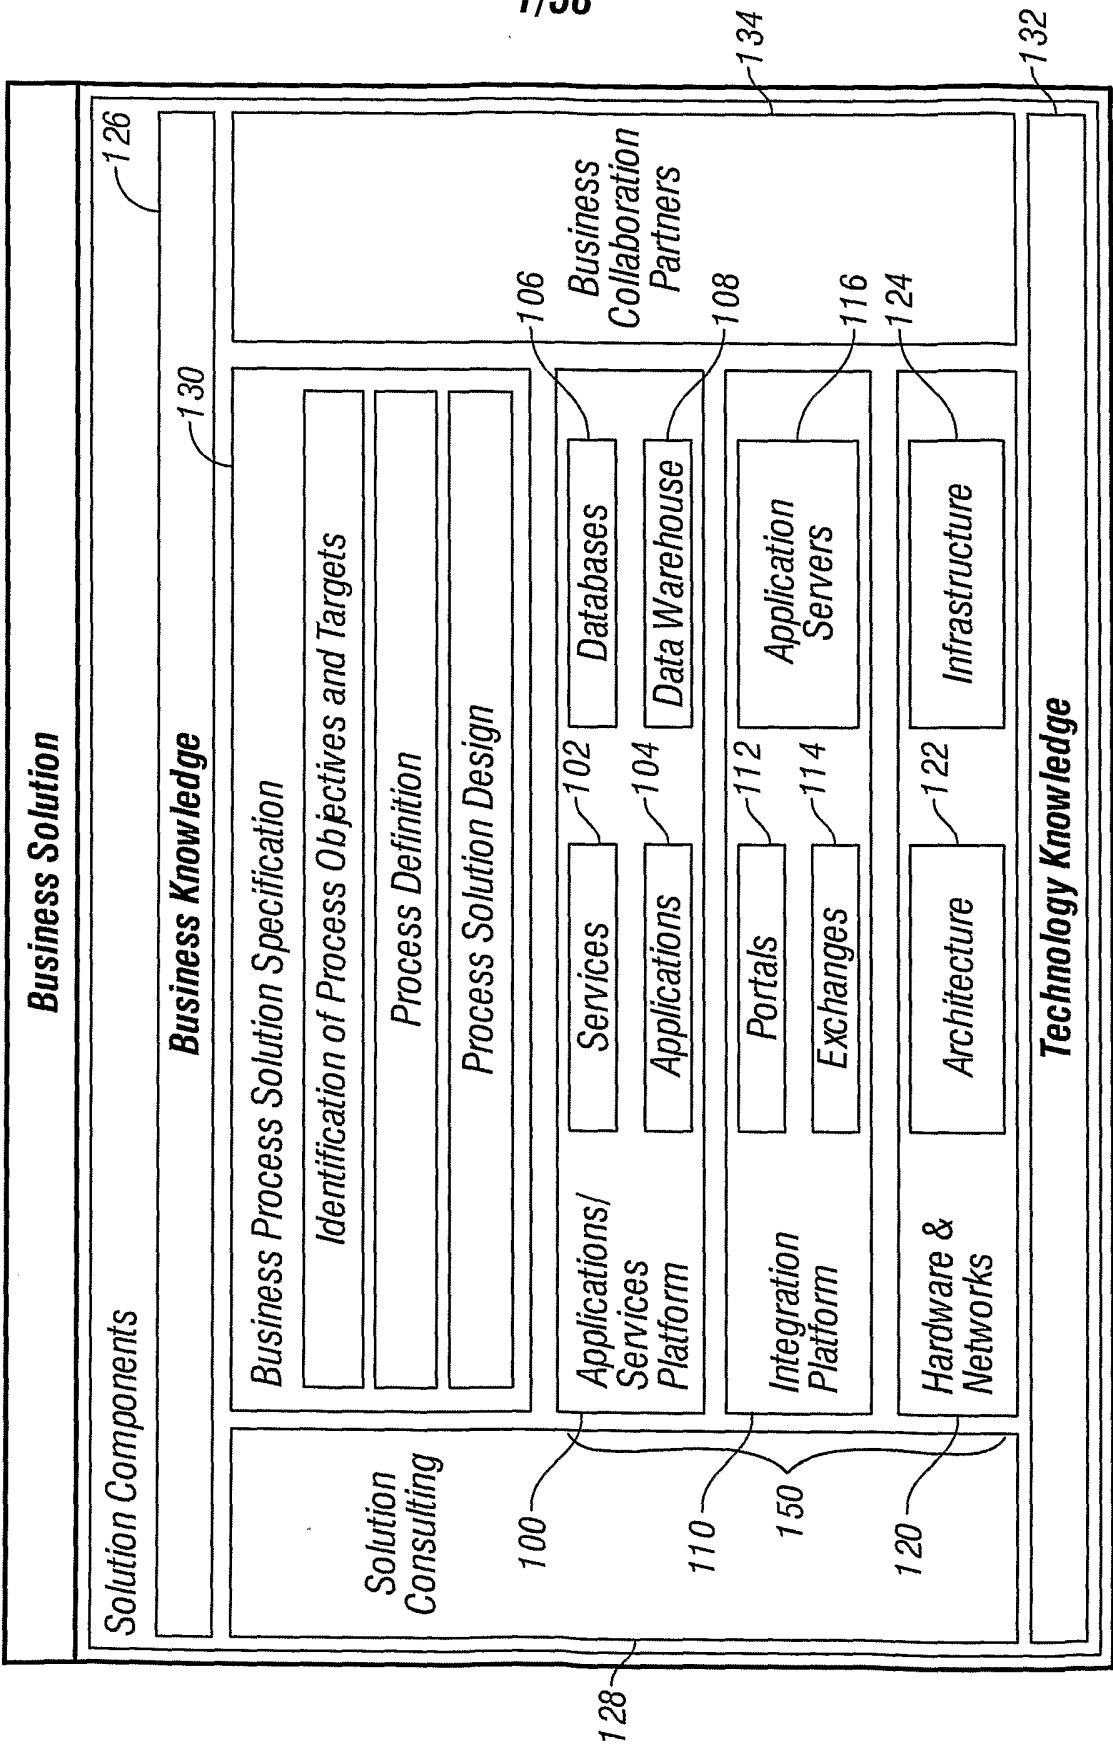 1/38
Business Solution
Solution Components
126
Business Knowledge
130
Business Process Solution Specification
Identification of Process Objectives and Targets
Process Definition
Process Solution Design
Solution
Consulting
Business
Collaboration
Partners
100
Applications/
Services
Platform
Services
102
Databases
106
Applications
104
Data Warehouse
108
110
Integration
Platform
Portals
112
Exchanges
114
Application
Servers
116
150
120
Hardware &
Networks
Architecture
122
Infrastructure
124
128
134
Technology Knowledge
132